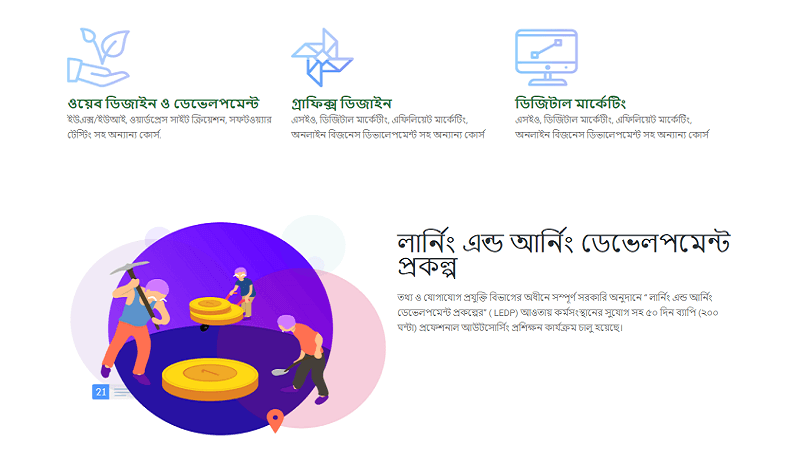 ওয়েব ডিজাইন ও ডেভেলপমেন্ট
ইউএক্স/ইউআই, ওয়ার্ডপ্রেস সাইট ক্রিয়েশন, সফটওয়্যার
টেস্টিং সহ অন্যান্য কোর্স.
গ্রাফিক্স ডিজাইন
এসইও, ডিজিটাল মার্কেটিং, এফিলিয়েট মার্কেটিং,
অনলাইন বিজনেস ডিভালেপমেন্ট সহ অন্যান্য কোর্স
ডিজিটাল মার্কেটিং
এসইও, ডিজিটাল মার্কেটিং, এফিলিয়েট মার্কেটিং,
অনলাইন বিজনেস ডিভালেপমেন্ট সহ অন্যান্য কোর্স
লার্নিং এন্ড আর্নিং ডেভেলপমেন্ট
প্রকল্প
তথ্য ও যোগাযোগ প্রযুক্তি বিভাগের অধীনে সম্পূর্ণ সরকারি অনুদানে “ লার্নিং এন্ড আর্নিং
ডেভেলপমেন্ট প্রকল্পের” ( LEDP) আওতায় কর্মসংস্থানের সুযোগ সহ ৫০ দিন ব্যাপি (২০০
ঘন্টা) প্রফেশনাল আউটসোর্সিং প্রশিক্ষন কার্যক্রম চালু হয়েছে।
21